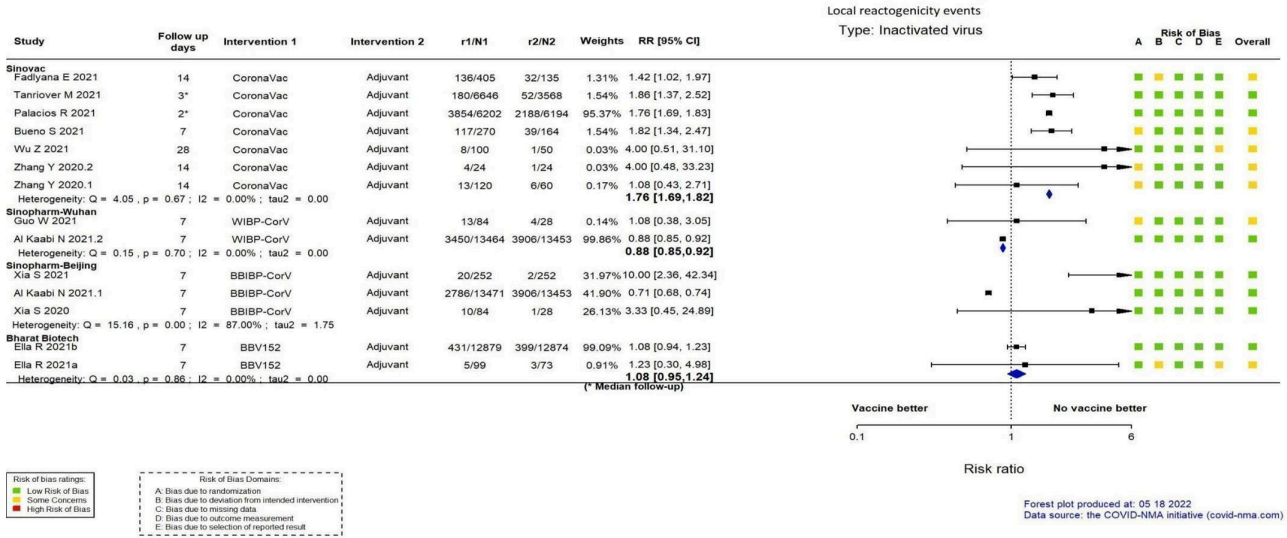 Local reactogenicity events
Type: Inactivated virus
Study Follow up days Intervention 1 Intervention 2 r1/N1 r2/N2 Weights RR [95% CI] Risk of Bias A B C D E Overall
Sinovac
Fadlyana E 2021 14 CoronaVac Adjuvant 136/405 32/135 1.31% 1.42 [1.02, 1.97]
Tanriover M 2021 3* CoronaVac Adjuvant 180/6646 52/3568 1.54% 1.86 [1.37, 2.52]
Palacios R 2021 2* CoronaVac Adjuvant 3854/6202 2188/6194 95.37% 1.76 [1.69, 1.83]
Bueno S 2021 7 CoronaVac Adjuvant 117/270 39/164 1.54% 1.82 [1.34, 2.47]
Wu Z 2021 28 CoronaVac Adjuvant 8/100 1/50 0.03% 4.00 [0.51, 31.10]
Zhang Y 2020.2 14 CoronaVac Adjuvant 4/24 1/24 0.03% 4.00 [0.48, 33.23]
Zhang Y 2020.1 14 CoronaVac Adjuvant 13/120 6/60 0.17% 1.08 [0.43, 2.71]
Heterogeneity: Q = 4.05 , p = 0.67 ; I2 = 0.00% ; tau2 = 0.00 1.76 [1.69,1.82]
Sinopharm-Wuhan
Guo W 2021 7 WIBP-CorV Adjuvant 13/84 4/28 0.14% 1.08 [0.38, 3.05]
Al Kaabi N 2021.2 7 WIBP-CorV Adjuvant 3450/13464 3906/13453 99.86% 0.88 [0.85, 0.92]
Heterogeneity: Q = 0.15 , p = 0.70 ; I2 = 0.00% ; tau2 = 0.00 0.88 [0.85,0.92]
Sinopharm-Beijing
Xia S 2021 7 BBIBP-CorV Adjuvant 20/252 2/252 31.97% 10.00 [2.36, 42.34]
Al Kaabi N 2021.1 7 BBIBP-CorV Adjuvant 2786/13471 3906/13453 41.90% 0.71 [0.68, 0.74]
Xia S 2020 7 BBIBP-CorV Adjuvant 10/84 1/28 26.13% 3.33 [0.45, 24.89]
Heterogeneity: Q = 15.16 , p = 0.00 ; I2 = 87.00% ; tau2 = 1.75
Bharat Biotech
Ella R 2021b 7 BBV152 Adjuvant 431/12879 399/12874 99.09% 1.08 [0.94, 1.23]
Ella R 2021a 7 BBV152 Adjuvant 5/99 3/73 0.91% 1.23 [0.30, 4.98]
Heterogeneity: Q = 0.03 , p = 0.86 ; I2 = 0.00% ; tau2 = 0.00 1.08 [0.95,1.24]
(* Median follow-up)
Vaccine better No vaccine better
0.1 1 6
Risk ratio
Risk of bias ratings:
Low Risk of Bias
Some Concerns
High Risk of Bias
Risk of Bias Domains:
A: Bias due to randomization
B: Bias due to deviation from intended intervention
C: Bias due to missing data
D: Bias due to outcome measurement
E: Bias due to selection of reported result
Forest plot produced at: 05 18 2022
Data source: the COVID-NMA initiative (covid-nma.com)